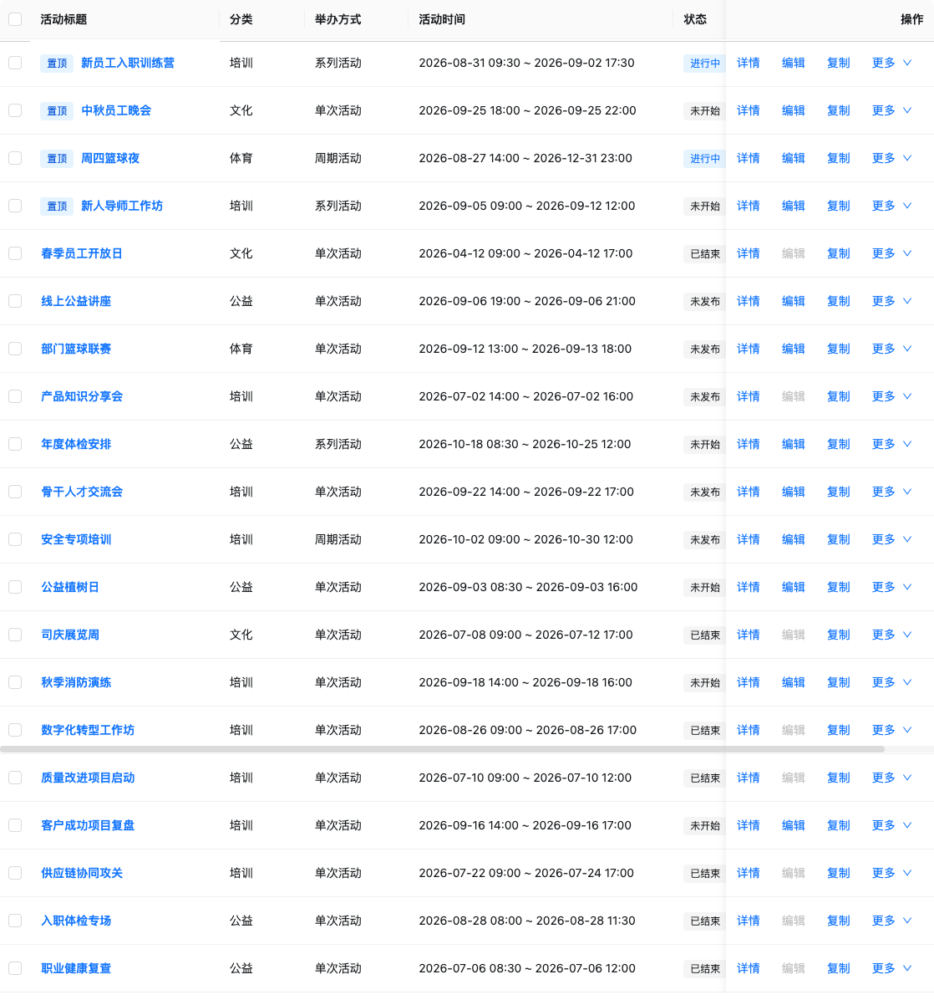 活动标题 分类 举办方式 活动时间 状态 操作
置顶 新员工入职训练营 培训 系列活动 2026-08-31 09:30 ~ 2026-09-02 17:30 进行中 详情 编辑 复制 更多
置顶 中秋员工晚会 文化 单次活动 2026-09-25 18:00 ~ 2026-09-25 22:00 未开始 详情 编辑 复制 更多
置顶 周四篮球夜 体育 周期活动 2026-08-27 14:00 ~ 2026-12-31 23:00 进行中 详情 编辑 复制 更多
置顶 新人导师工作坊 培训 系列活动 2026-09-05 09:00 ~ 2026-09-12 12:00 未开始 详情 编辑 复制 更多
春季员工开放日 文化 单次活动 2026-04-12 09:00 ~ 2026-04-12 17:00 已结束 详情 编辑 复制 更多
线上公益讲座 公益 单次活动 2026-09-06 19:00 ~ 2026-09-06 21:00 未发布 详情 编辑 复制 更多
部门篮球联赛 体育 单次活动 2026-09-12 13:00 ~ 2026-09-13 18:00 未发布 详情 编辑 复制 更多
产品知识分享会 培训 单次活动 2026-07-02 14:00 ~ 2026-07-02 16:00 未发布 详情 编辑 复制 更多
年度体检安排 公益 系列活动 2026-10-18 08:30 ~ 2026-10-25 12:00 未开始 详情 编辑 复制 更多
骨干人才交流会 培训 单次活动 2026-09-22 14:00 ~ 2026-09-22 17:00 未发布 详情 编辑 复制 更多
安全专项培训 培训 周期活动 2026-10-02 09:00 ~ 2026-10-30 12:00 未发布 详情 编辑 复制 更多
公益植树日 公益 单次活动 2026-09-03 08:30 ~ 2026-09-03 16:00 未开始 详情 编辑 复制 更多
司庆展览周 文化 单次活动 2026-07-08 09:00 ~ 2026-07-12 17:00 已结束 详情 编辑 复制 更多
秋季消防演练 培训 单次活动 2026-09-18 14:00 ~ 2026-09-18 16:00 未开始 详情 编辑 复制 更多
数字化转型工作坊 培训 单次活动 2026-08-26 09:00 ~ 2026-08-26 17:00 已结束 详情 编辑 复制 更多
质量改进项目启动 培训 单次活动 2026-07-10 09:00 ~ 2026-07-10 12:00 已结束 详情 编辑 复制 更多
客户成功项目复盘 培训 单次活动 2026-09-16 14:00 ~ 2026-09-16 17:00 未开始 详情 编辑 复制 更多
供应链协同攻关 培训 单次活动 2026-07-22 09:00 ~ 2026-07-24 17:00 已结束 详情 编辑 复制 更多
入职体检专场 公益 单次活动 2026-08-28 08:00 ~ 2026-08-28 11:30 已结束 详情 编辑 复制 更多
职业健康复查 公益 单次活动 2026-07-06 08:30 ~ 2026-07-06 12:00 已结束 详情 编辑 复制 更多